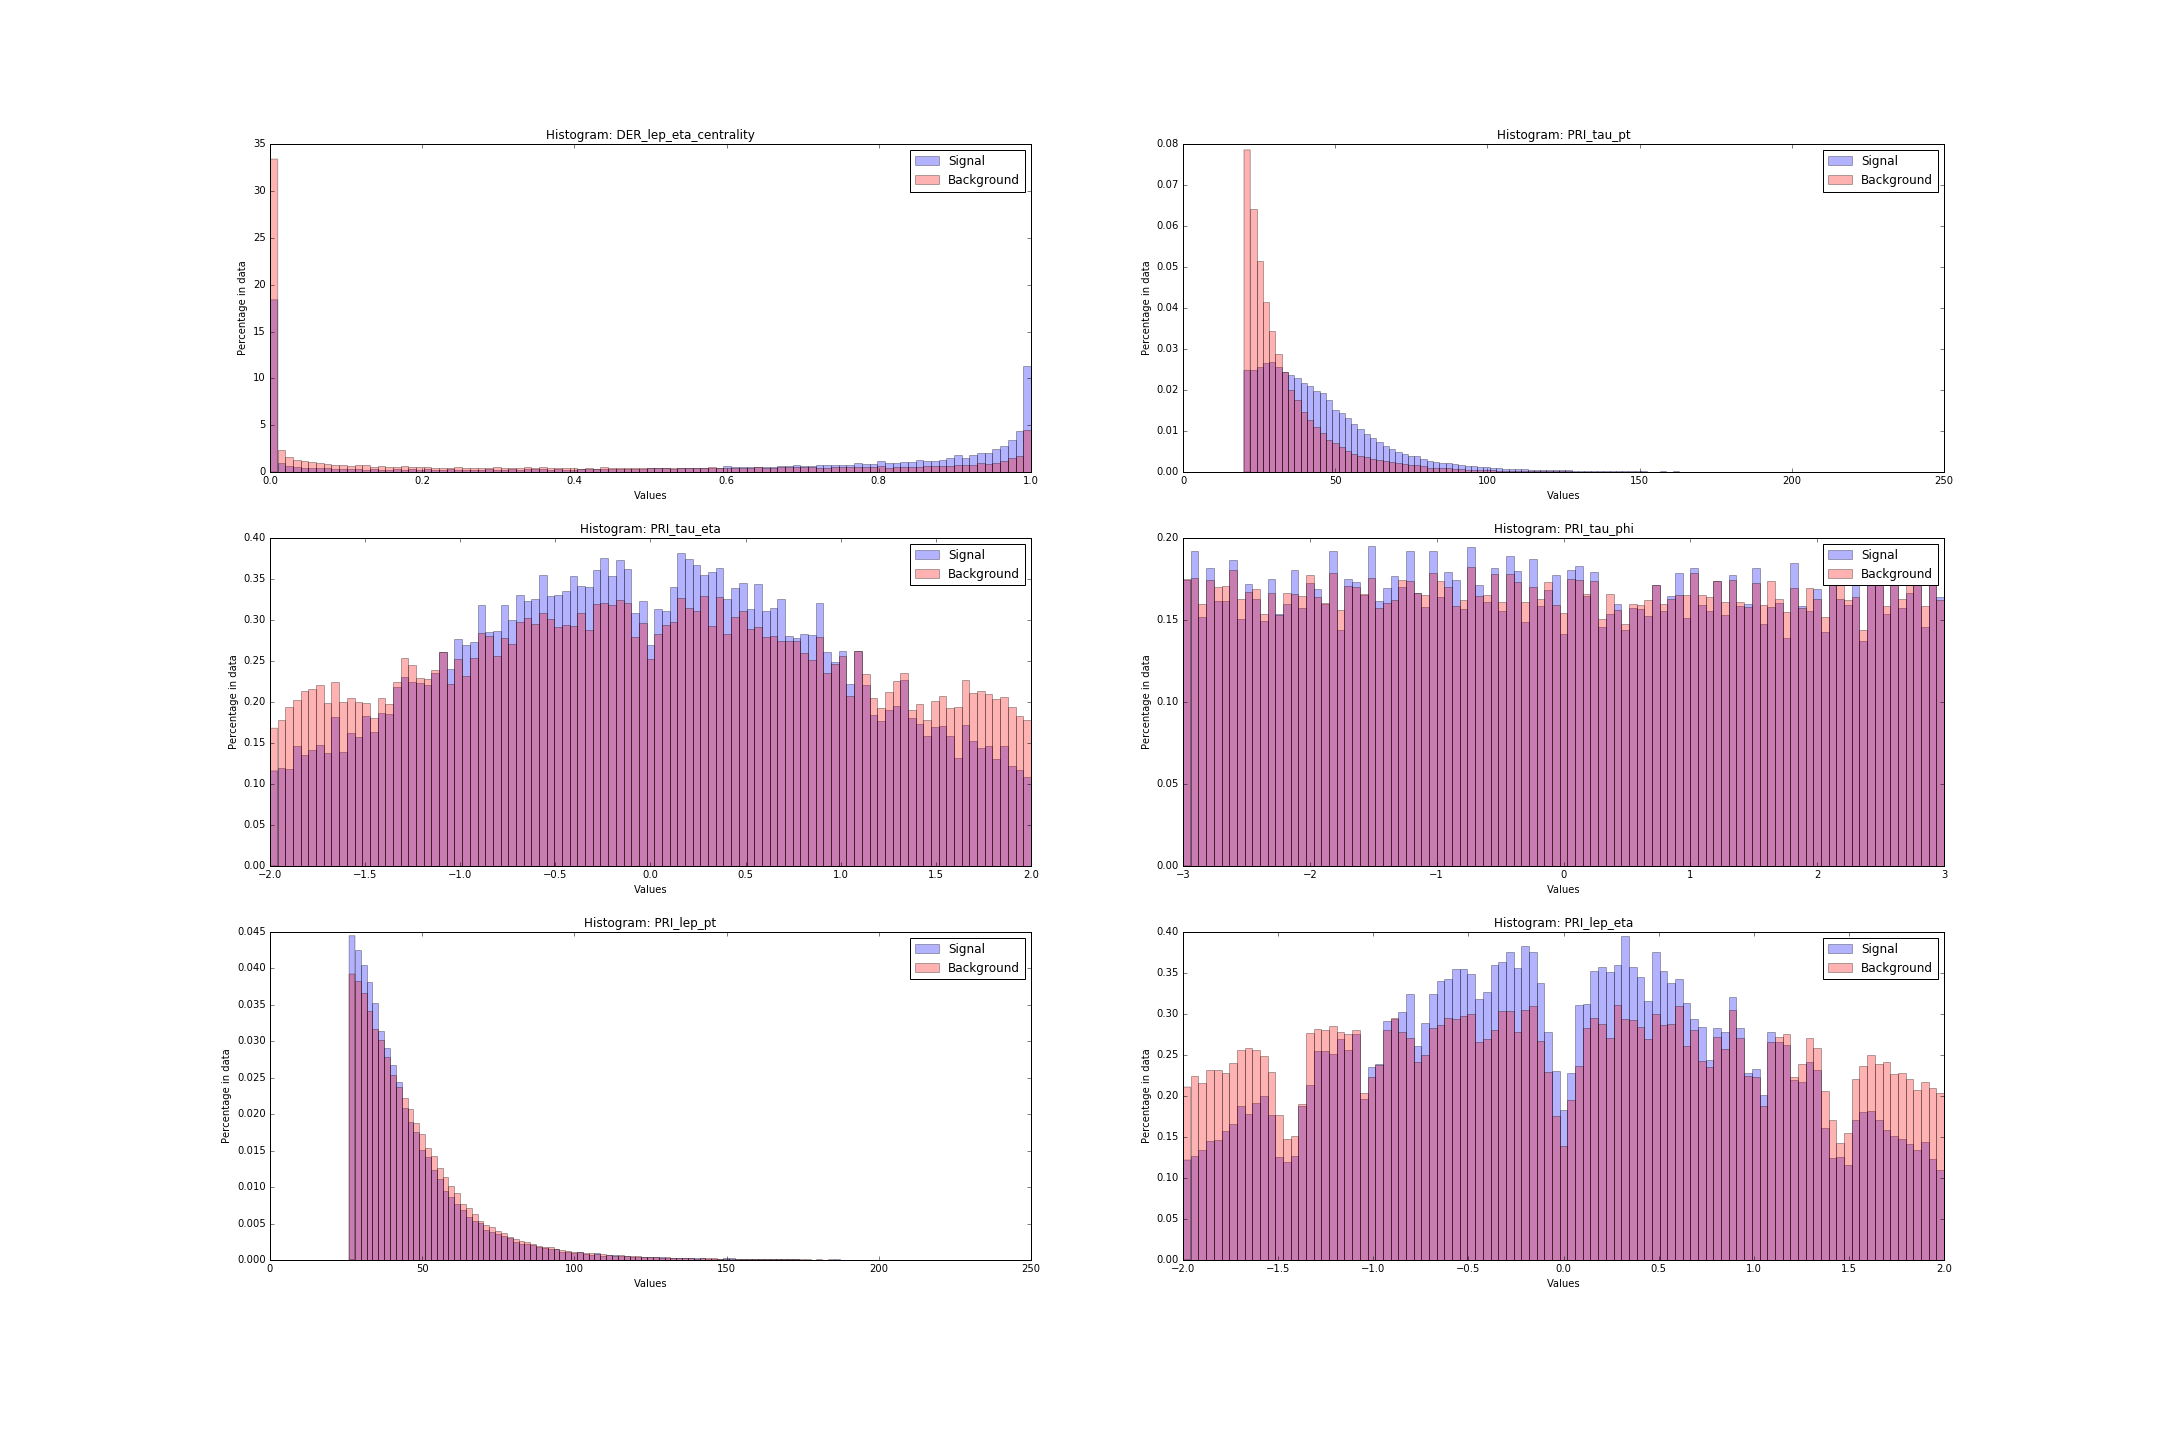 Histogram: DER_lep_eta_centrality
35
30
25
20
15
10
5
0
Percentage in data
Signal
Background
0.0 0.2 0.4 0.6 0.8 1.0
Values
Histogram: PRI_tau_pt
0.08
0.07
0.06
0.05
0.04
0.03
0.02
0.01
0.00
Percentage in data
Signal
Background
0 50 100 150 200 250
Values
Histogram: PRI_tau_eta
0.40
0.35
0.30
0.25
0.20
0.15
0.10
0.05
0.00
Percentage in data
Signal
Background
−2.0 −1.5 −1.0 −0.5 0.0 0.5 1.0 1.5 2.0
Values
Histogram: PRI_tau_phi
0.20
0.15
0.10
0.05
0.00
Percentage in data
Signal
Background
−3 −2 −1 0 1 2 3
Values
Histogram: PRI_lep_pt
0.045
0.040
0.035
0.030
0.025
0.020
0.015
0.010
0.005
0.000
Percentage in data
Signal
Background
0 50 100 150 200 250
Values
Histogram: PRI_lep_eta
0.40
0.35
0.30
0.25
0.20
0.15
0.10
0.05
0.00
Percentage in data
Signal
Background
−2.0 −1.5 −1.0 −0.5 0.0 0.5 1.0 1.5 2.0
Values